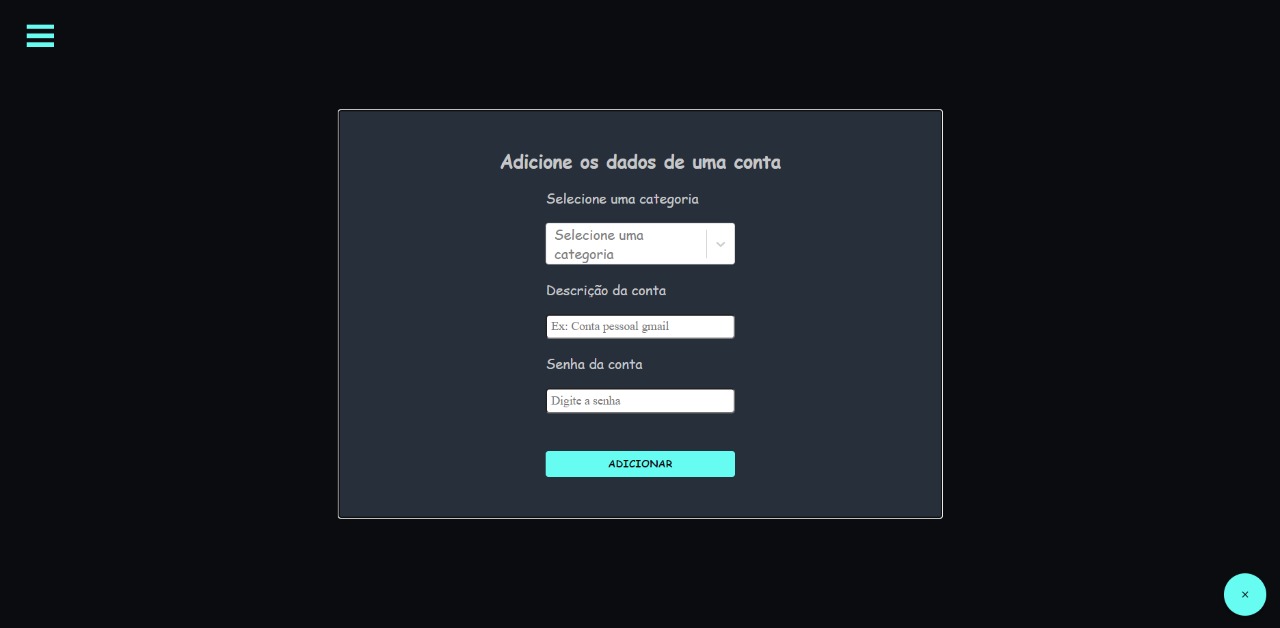 Adicione os dados de uma conta
Selecione uma categoria
Selecione uma
categoria
Descrição da conta
Ex: Conta pessoal gmail
Senha da conta
Digite a senha
ADICIONAR
×